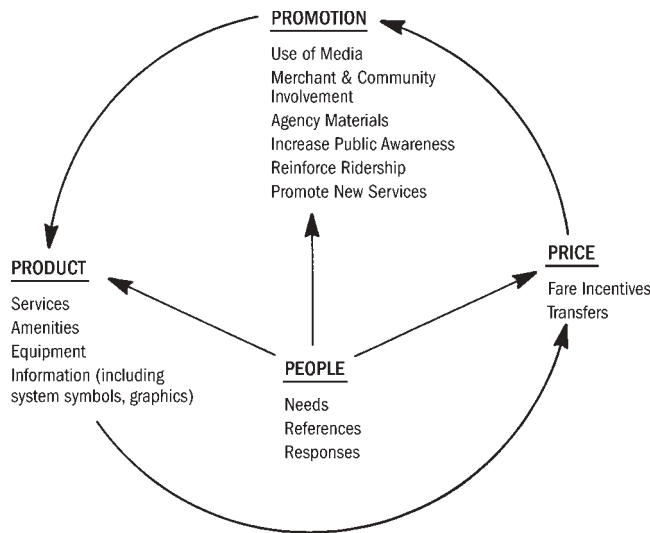 PROMOTION
Use of Media
Merchant & Community
Involvement
Agency Materials
Increase Public Awareness
Reinforce Ridership
Promote New Services
PRODUCT
Services
Amenities
Equipment
Information (including
system symbols, graphics)
PRICE
Fare Incentives
Transfers
PEOPLE
Needs
References
Responses